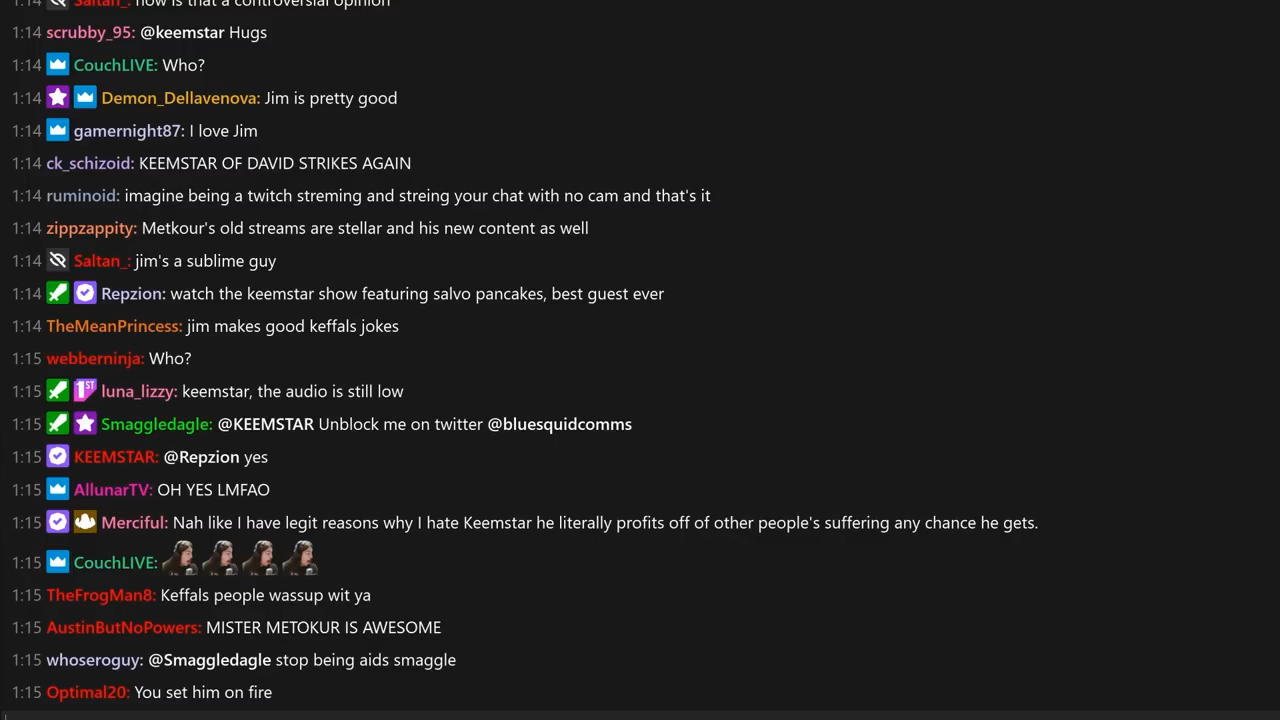 1:14 Saltan_: how is that a controversial opinion
1:14 scrubby_95: @keemstar Hugs
1:14 CouchLIVE: Who?
1:14 Demon_Dellavenova: Jim is pretty good
1:14 gamernight87: I love Jim
1:14 ck_schizoid: KEEMSTAR OF DAVID STRIKES AGAIN
1:14 ruminoid: imagine being a twitch streming and streing your chat with no cam and that's it
1:14 zippzappity: Metkour's old streams are stellar and his new content as well
1:14 Saltan_: jim's a sublime guy
1:14 Repzion: watch the keemstar show featuring salvo pancakes, best guest ever
1:14 TheMeanPrincess: jim makes good keffals jokes
1:15 webberninja: Who?
1:15 1ST luna_lizzy: keemstar, the audio is still low
1:15 Smaggledagle: @KEEMSTAR Unblock me on twitter @bluesquidcomms
1:15 KEEMSTAR: @Repzion yes
1:15 AllunarTV: OH YES LMFAO
1:15 Merciful: Nah like I have legit reasons why I hate Keemstar he literally profits off of other people's suffering any chance he gets.
1:15 CouchLIVE:
1:15 TheFrogMan8: Keffals people wassup wit ya
1:15 AustinButNoPowers: MISTER METOKUR IS AWESOME
1:15 whoseroguy: @Smaggledagle stop being aids smaggle
1:15 Optimal20: You set him on fire